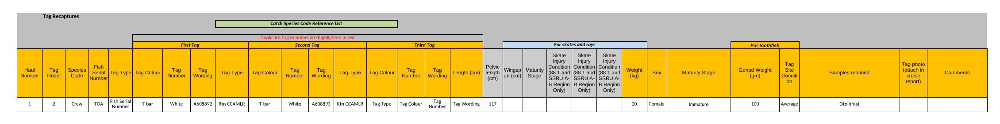 Tag Recaptures
Catch Species Code Reference List
Duplicate Tag numbers are highlighted in red
First Tag Second Tag Third Tag For skates and rays For toothfish
Haul
Number
Tag
Finder
Species
Code
Fish
Serial
Number
Tag Type
Tag Colour
Tag
Number
Tag
Wording
Tag Type
Tag Colour
Tag
Number
Tag
Wording
Tag Type
Tag Colour
Tag
Number
Tag
Wording
Length (cm)
Pelvic
length
(cm)
Wingsp
an (cm)
Maturity
Stage
Skate
Injury
Condition
(88.1 and
SSRU A-
B Region
Only)
Skate
Injury
Condition
(88.1 and
SSRU A-
B Region
Only)
Skate
Injury
Condition
(88.1 and
SSRU A-
B Region
Only)
Weight
(kg)
Sex
Maturity Stage
Gonad Weight
(gm)
Tag
Site
Conditi
on
Samples retained
Tag photo
(attach in
cruise
report)
Comments
1
2
Crew
TOA
Fish Serial
Number
T-bar
White
A608892
Rtn CCAMLR
T-bar
White
A608893
Rtn CCAMLR
Tag Type
Tag Colour
Tag
Number
Tag Wording
117
20
Female
Immature
100
Average
Otolith(s)